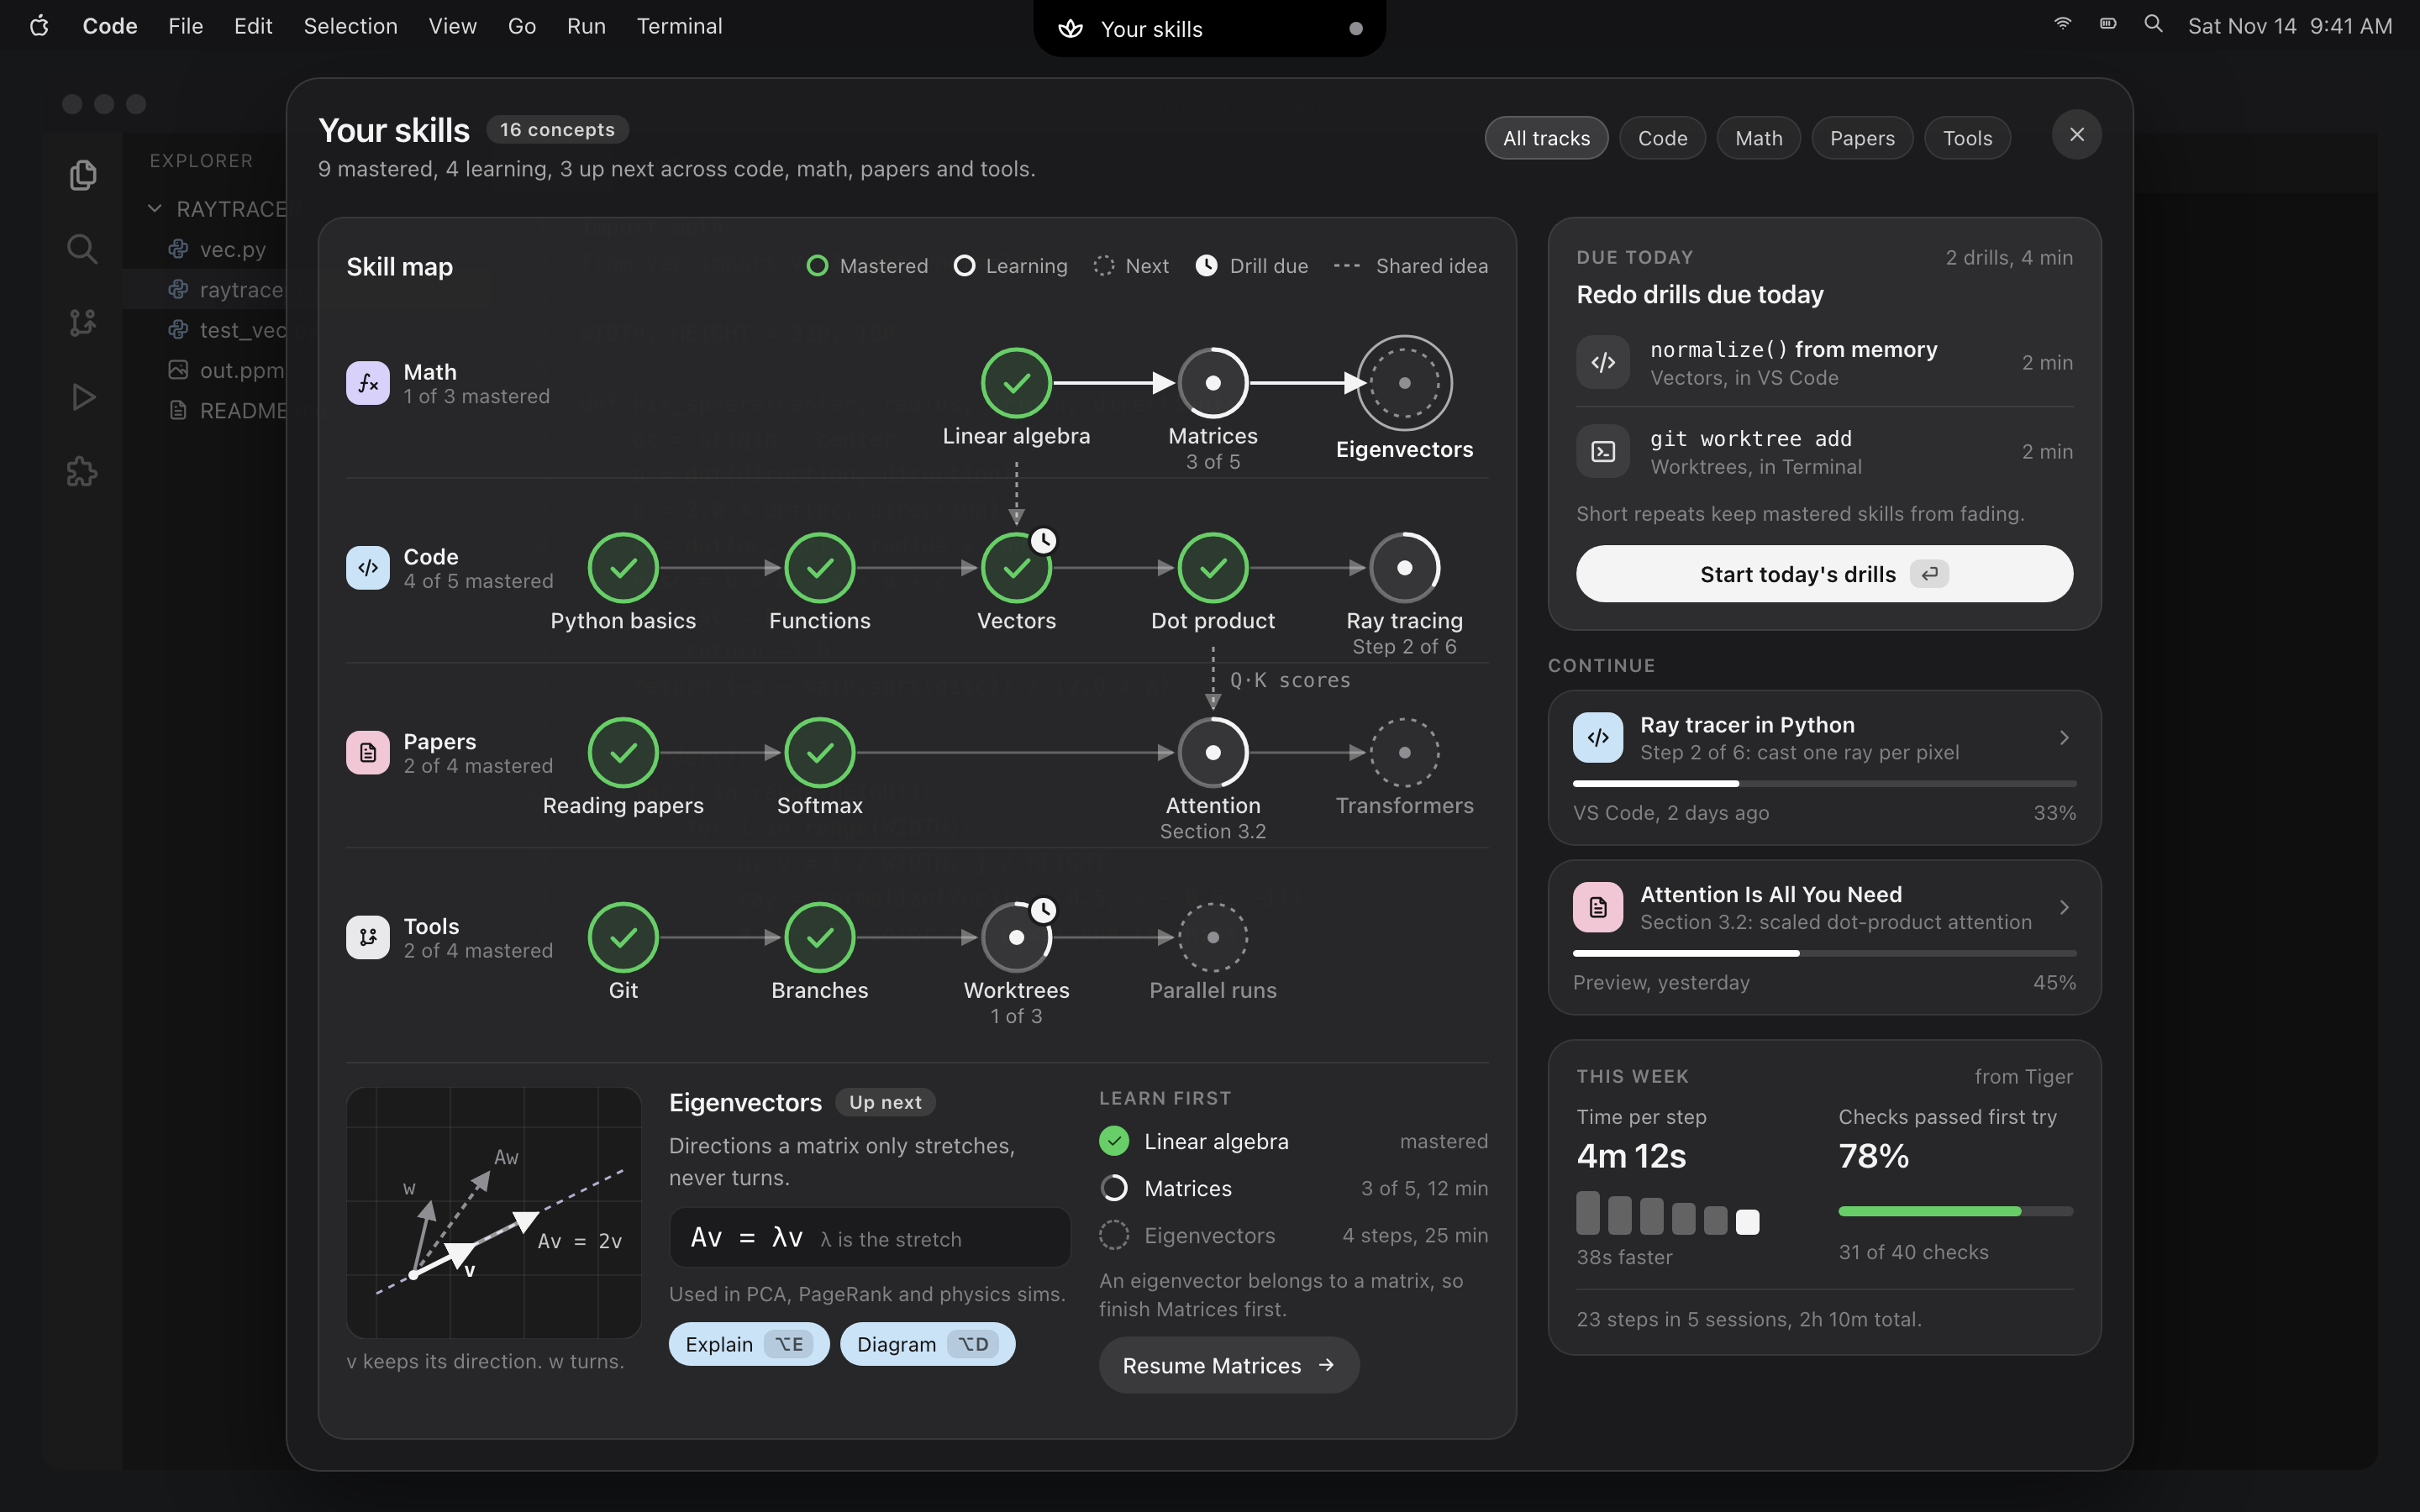 Code File Edit Selection View Go Run Terminal
Your skills
Sat Nov 14 9:41 AM
EXPLORER
RAYTRACE
vec.py
raytrace
test_vec
out.ppm
README
Your skills 16 concepts
9 mastered, 4 learning, 3 up next across code, math, papers and tools.
All tracks Code Math Papers Tools
Skill map
Mastered Learning Next Drill due Shared idea
Math
1 of 3 mastered
Linear algebra
Matrices
3 of 5
Eigenvectors
Code
4 of 5 mastered
Python basics
Functions
Vectors
Dot product
Ray tracing
Step 2 of 6
Q·K scores
Papers
2 of 4 mastered
Reading papers
Softmax
Attention
Section 3.2
Transformers
Tools
2 of 4 mastered
Git
Branches
Worktrees
1 of 3
Parallel runs
w
Aw
v
Av = 2v
v keeps its direction. w turns.
Eigenvectors Up next
Directions a matrix only stretches,
never turns.
Av = λv λ is the stretch
Used in PCA, PageRank and physics sims.
Explain ⌥E Diagram ⌥D
LEARN FIRST
Linear algebra mastered
Matrices 3 of 5, 12 min
Eigenvectors 4 steps, 25 min
An eigenvector belongs to a matrix, so
finish Matrices first.
Resume Matrices →
DUE TODAY 2 drills, 4 min
Redo drills due today
normalize() from memory
Vectors, in VS Code
2 min
git worktree add
Worktrees, in Terminal
2 min
Short repeats keep mastered skills from fading.
Start today's drills
CONTINUE
Ray tracer in Python
Step 2 of 6: cast one ray per pixel
VS Code, 2 days ago 33%
Attention Is All You Need
Section 3.2: scaled dot-product attention
Preview, yesterday 45%
THIS WEEK from Tiger
Time per step
4m 12s
38s faster
Checks passed first try
78%
31 of 40 checks
23 steps in 5 sessions, 2h 10m total.